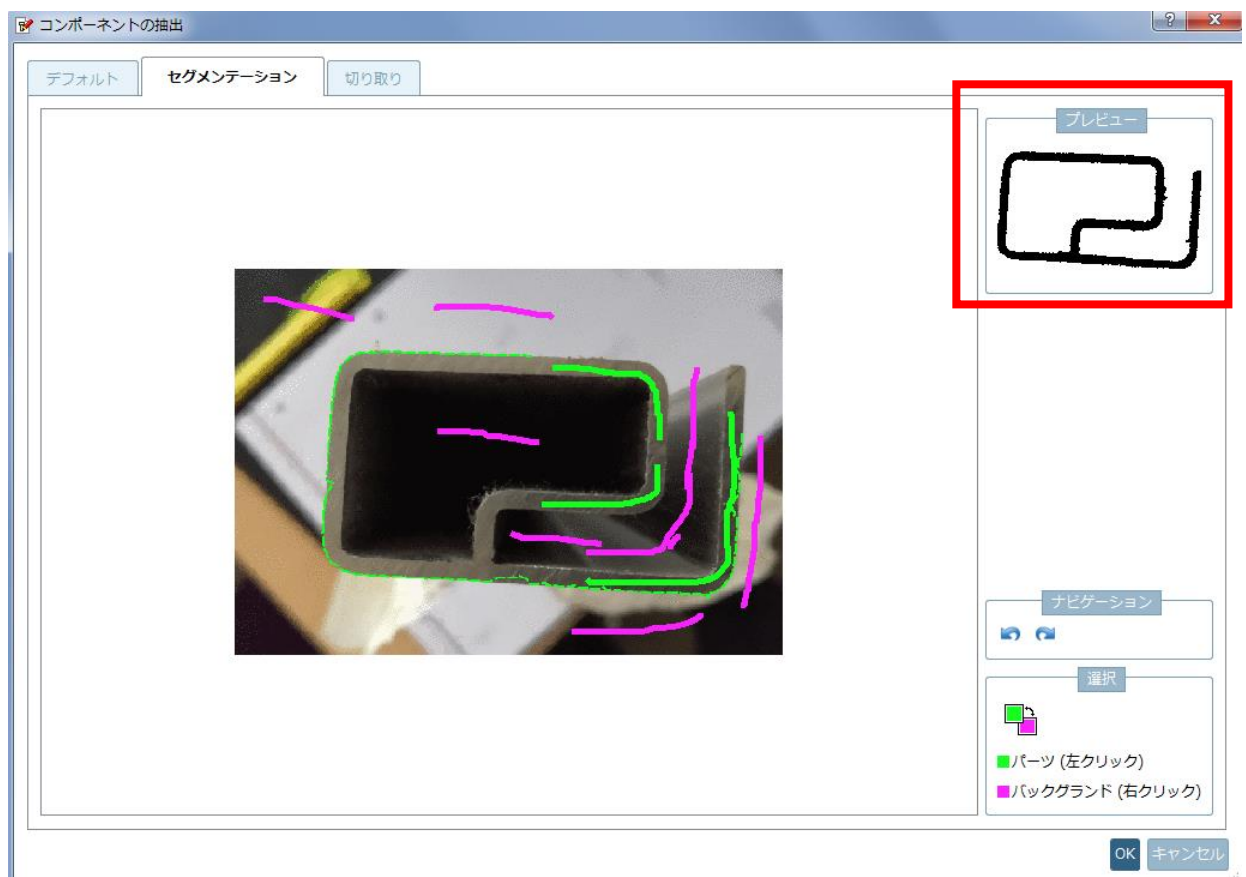 コンポーネントの抽出
デフォルト
セグメンテーション
切り取り
プレビュー
ナビゲーション
選択
パーツ (左クリック)
バックグランド (右クリック)
OK
キャンセル